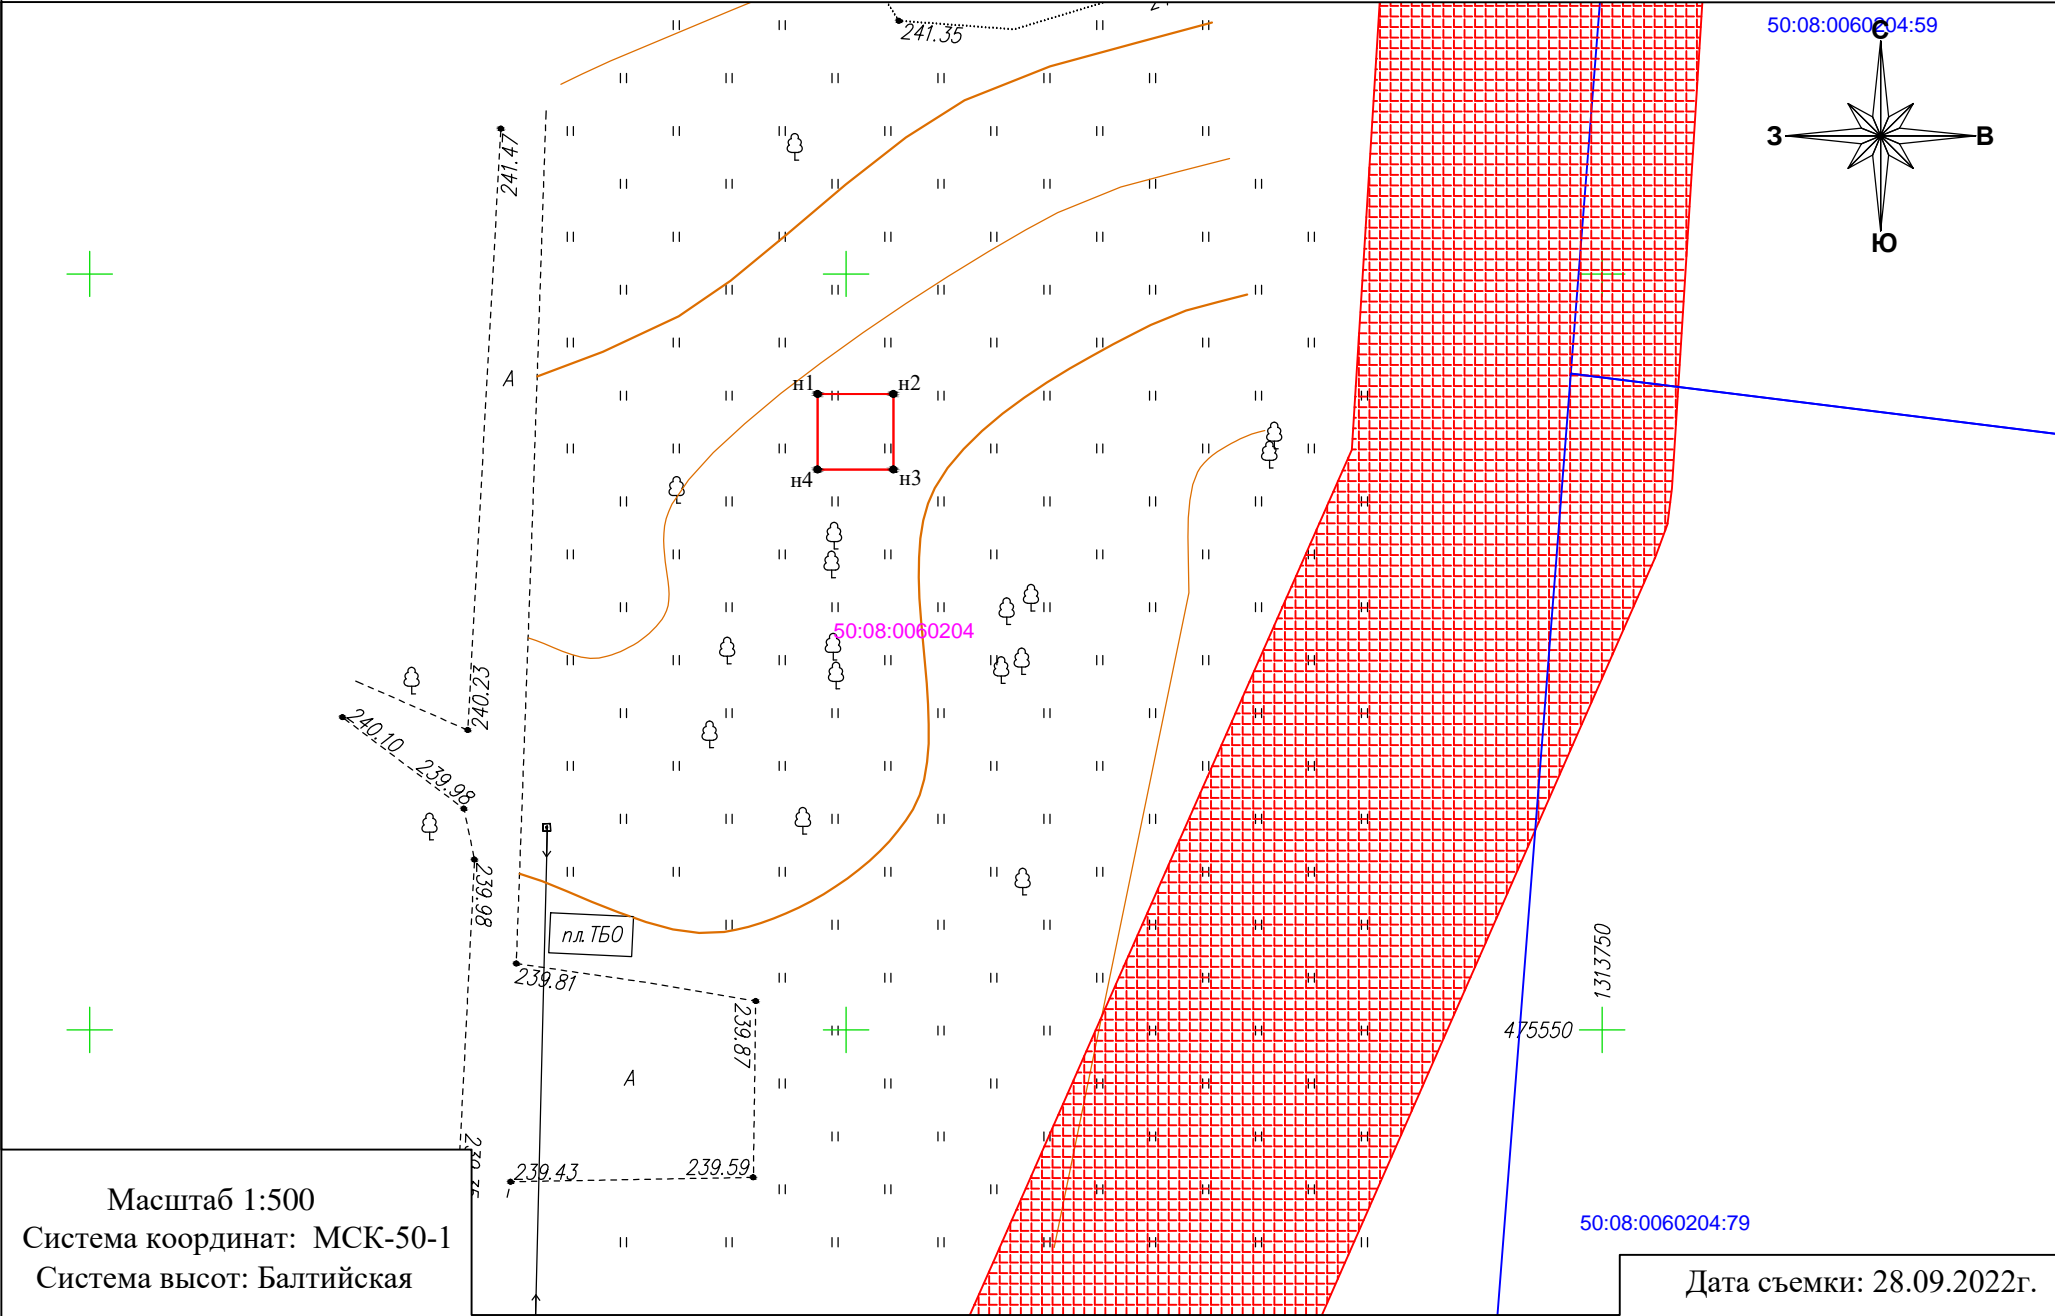 241.35
50:08:0060204:59
С
З
В
Ю
241.47
А
н1
н2
н4
н3
50:08:0060204
240.23
240.10
239.98
239.98
пл.ТБО
239.81
239.87
А
1313750
475550
239.43
239.59
50:08:0060204:79
Масштаб 1:500
Система координат: МСК-50-1
Система высот: Балтийская
Дата съемки: 28.09.2022г.